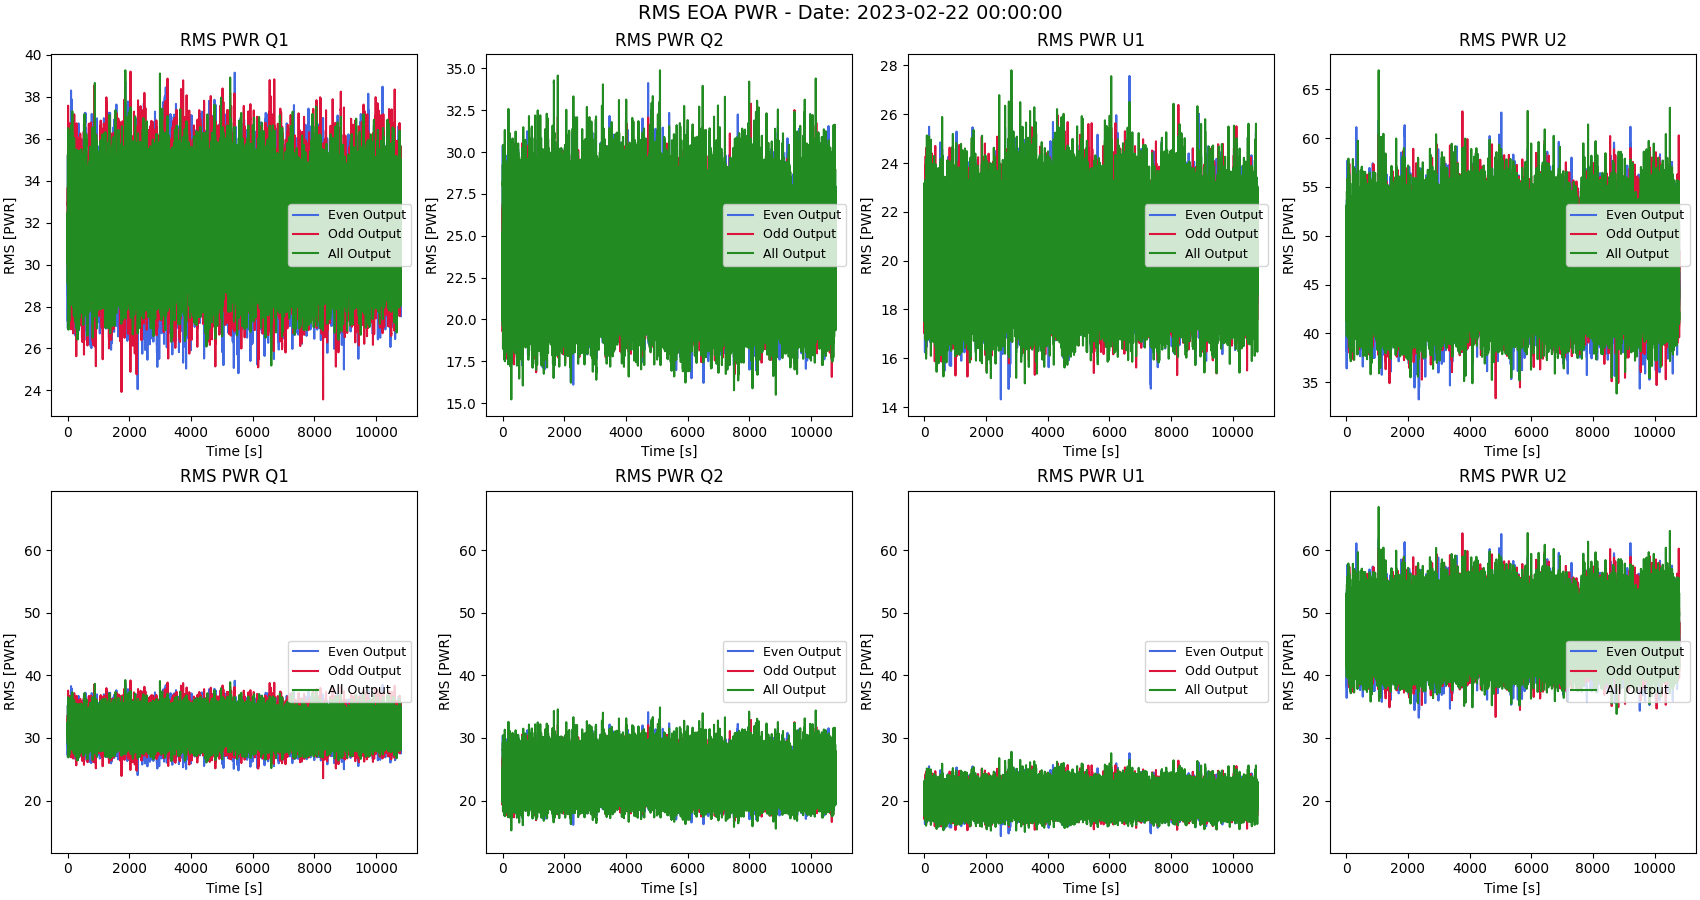 RMS EOA PWR - Date: 2023-02-22 00:00:00
RMS PWR Q1
RMS [PWR]
40
38
36
34
32
30
28
26
24
0 2000 4000 6000 8000 10000
Time [s]
Even Output
Odd Output
All Output
RMS PWR Q2
RMS [PWR]
35.0
32.5
30.0
27.5
25.0
22.5
20.0
17.5
15.0
0 2000 4000 6000 8000 10000
Time [s]
Even Output
Odd Output
All Output
RMS PWR U1
RMS [PWR]
28
26
24
22
20
18
16
14
0 2000 4000 6000 8000 10000
Time [s]
Even Output
Odd Output
All Output
RMS PWR U2
RMS [PWR]
65
60
55
50
45
40
35
0 2000 4000 6000 8000 10000
Time [s]
Even Output
Odd Output
All Output
RMS PWR Q1
RMS [PWR]
60
50
40
30
20
0 2000 4000 6000 8000 10000
Time [s]
Even Output
Odd Output
All Output
RMS PWR Q2
RMS [PWR]
60
50
40
30
20
0 2000 4000 6000 8000 10000
Time [s]
Even Output
Odd Output
All Output
RMS PWR U1
RMS [PWR]
60
50
40
30
20
0 2000 4000 6000 8000 10000
Time [s]
Even Output
Odd Output
All Output
RMS PWR U2
RMS [PWR]
60
50
40
30
20
0 2000 4000 6000 8000 10000
Time [s]
Even Output
Odd Output
All Output